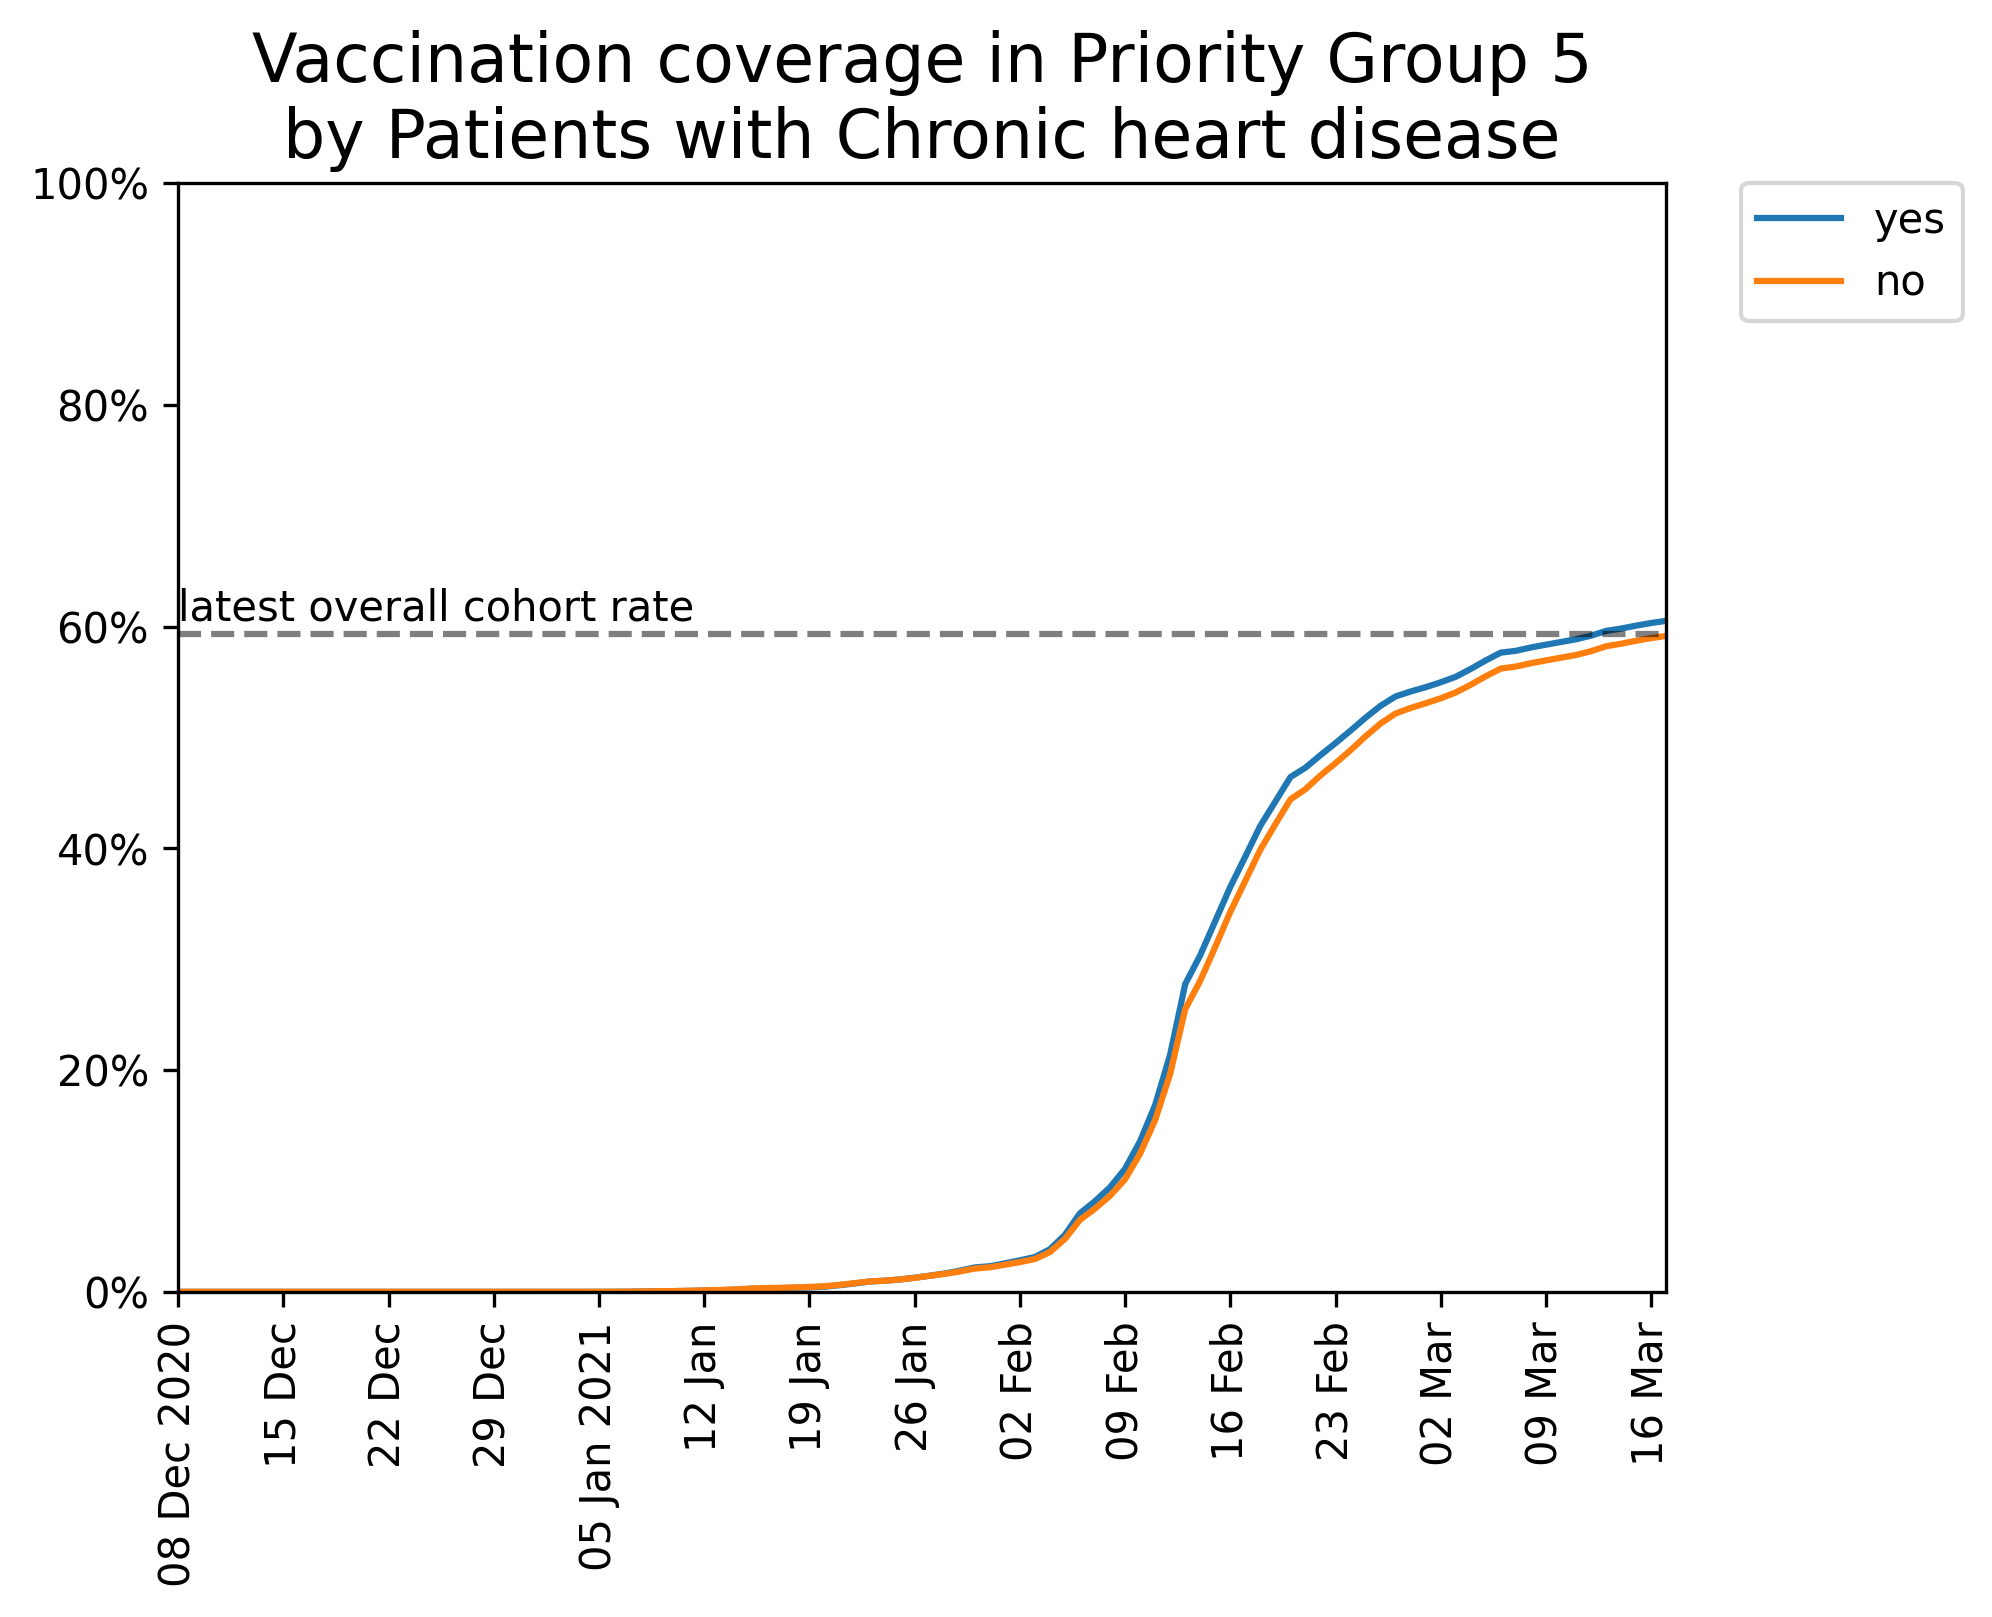 Vaccination coverage in Priority Group 5
by Patients with Chronic heart disease
100%
80%
60%
40%
20%
0%
latest overall cohort rate
yes
no
08 Dec 2020
15 Dec
22 Dec
29 Dec
05 Jan 2021
12 Jan
19 Jan
26 Jan
02 Feb
09 Feb
16 Feb
23 Feb
02 Mar
09 Mar
16 Mar